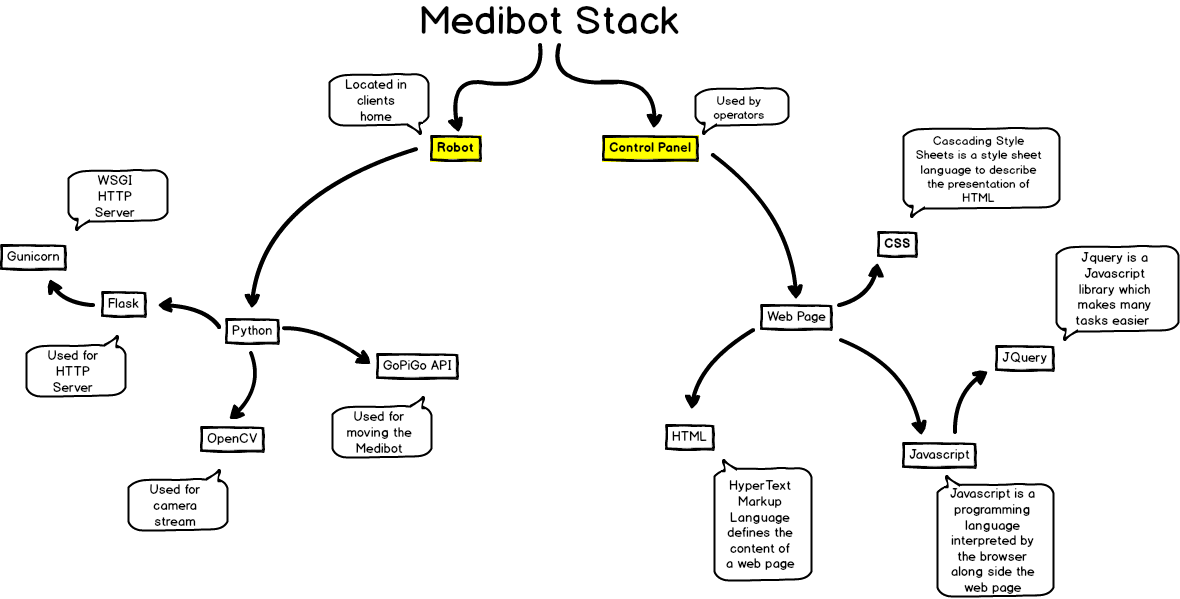 Medibot Stack
Located in
clients
home
Robot
Control Panel
Used by
operators
Cascading Style
Sheets is a style sheet
language to describe
the presentation of
HTML
WSGI
HTTP
Server
Gunicorn
Flask
Used for
HTTP
Server
Python
GoPiGo API
Used for
moving the
Medibot
OpenCV
Used for
camera
stream
CSS
Web Page
Jquery is a
Javascript
library which
makes many
tasks easier
JQuery
HTML
HyperText
Markup
Language
defines the
content of
a web page
Javascript
Javascript is a
programming
language
interpreted by
the browser
along side the
web page